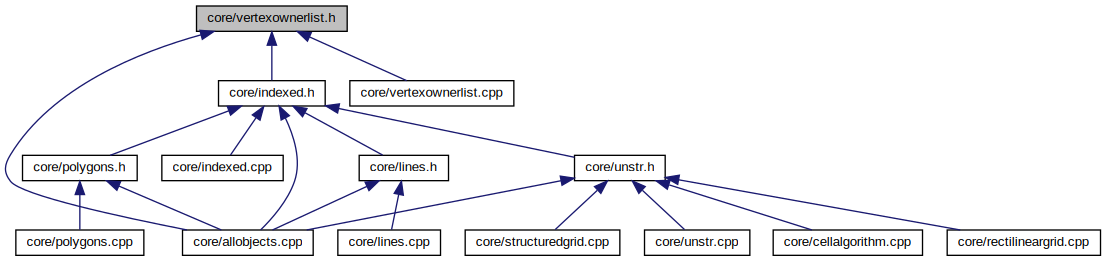 core/vertexownerlist.h
core/indexed.h
core/vertexownerlist.cpp
core/polygons.h
core/indexed.cpp
core/lines.h
core/unstr.h
core/polygons.cpp
core/allobjects.cpp
core/lines.cpp
core/structuredgrid.cpp
core/unstr.cpp
core/cellalgorithm.cpp
core/rectilineargrid.cpp